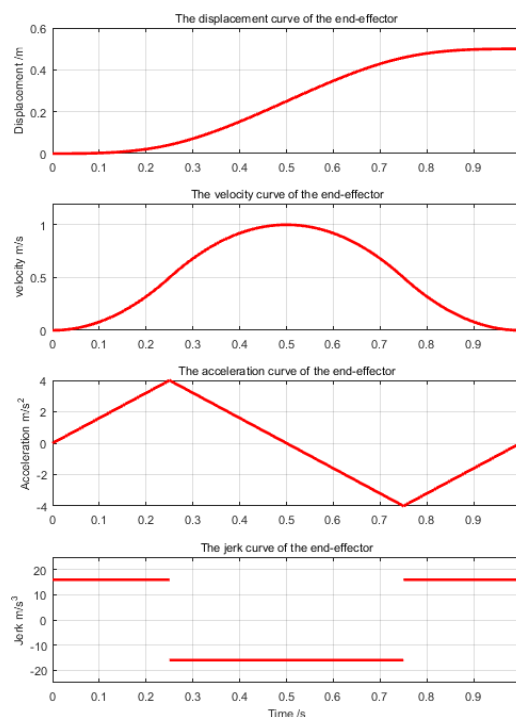 The displacement curve of the end-effector
Displacement /m
0.6
0.4
0.2
0
0 0.1 0.2 0.3 0.4 0.5 0.6 0.7 0.8 0.9
The velocity curve of the end-effector
velocity m/s
1
0.5
0
0 0.1 0.2 0.3 0.4 0.5 0.6 0.7 0.8 0.9
The acceleration curve of the end-effector
Acceleration m/s²
4
2
0
-2
-4
0 0.1 0.2 0.3 0.4 0.5 0.6 0.7 0.8 0.9
The jerk curve of the end-effector
Jerk m/s³
20
10
0
-10
-20
0 0.1 0.2 0.3 0.4 0.5 0.6 0.7 0.8 0.9
Time /s